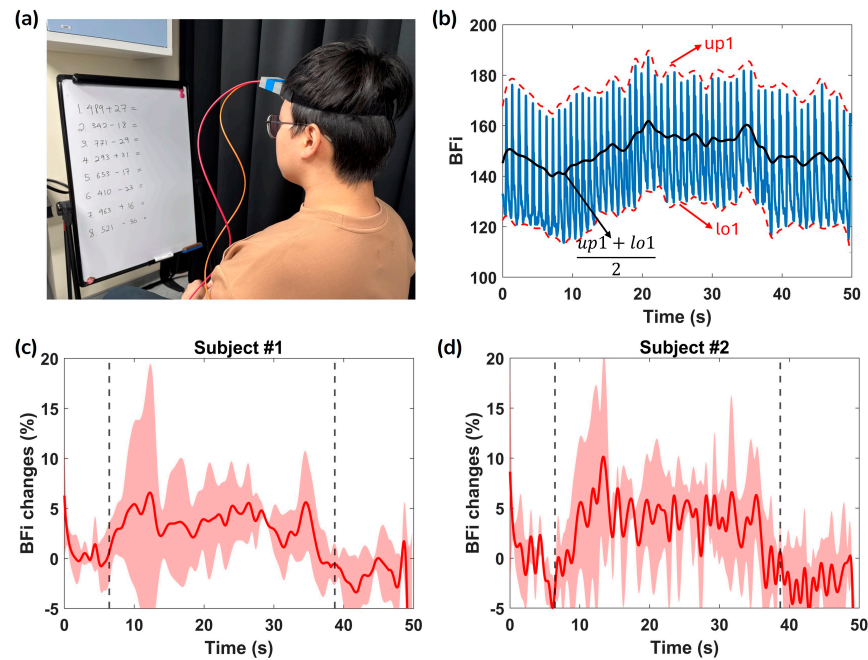 (a)
1. 489+27 =
2. 342-18 =
3. 771-29 =
4. 293+31 =
5. 653-17 =
6. 410-23 =
7. 963 +16 =
8. 521 - 36 =
(b)
BFi
200
180
160
140
120
100
up1
lo1
up1 + lo1
2
0 10 20 30 40 50
Time (s)
(c)
Subject #1
BFi changes (%)
20
15
10
5
0
-5
0 10 20 30 40 50
Time (s)
(d)
Subject #2
BFi changes (%)
20
15
10
5
0
-5
0 10 20 30 40 50
Time (s)